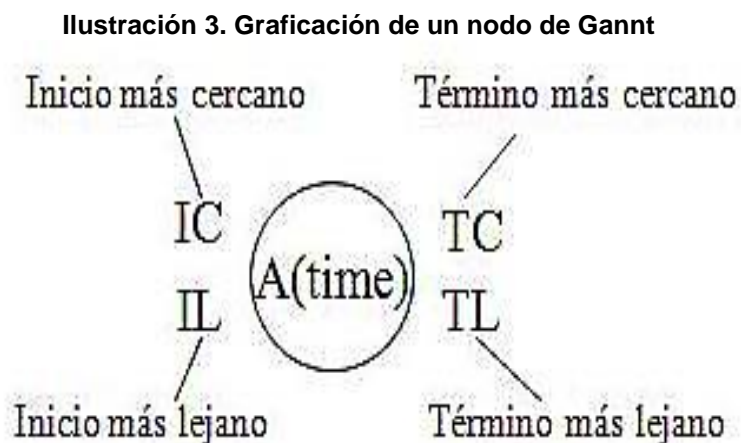 Ilustración 3. Graficación de un nodo de Gannt
Inicio más cercano
Término más cercano
IC
TC
A(time)
IL
TL
Inicio más lejano
Término más lejano